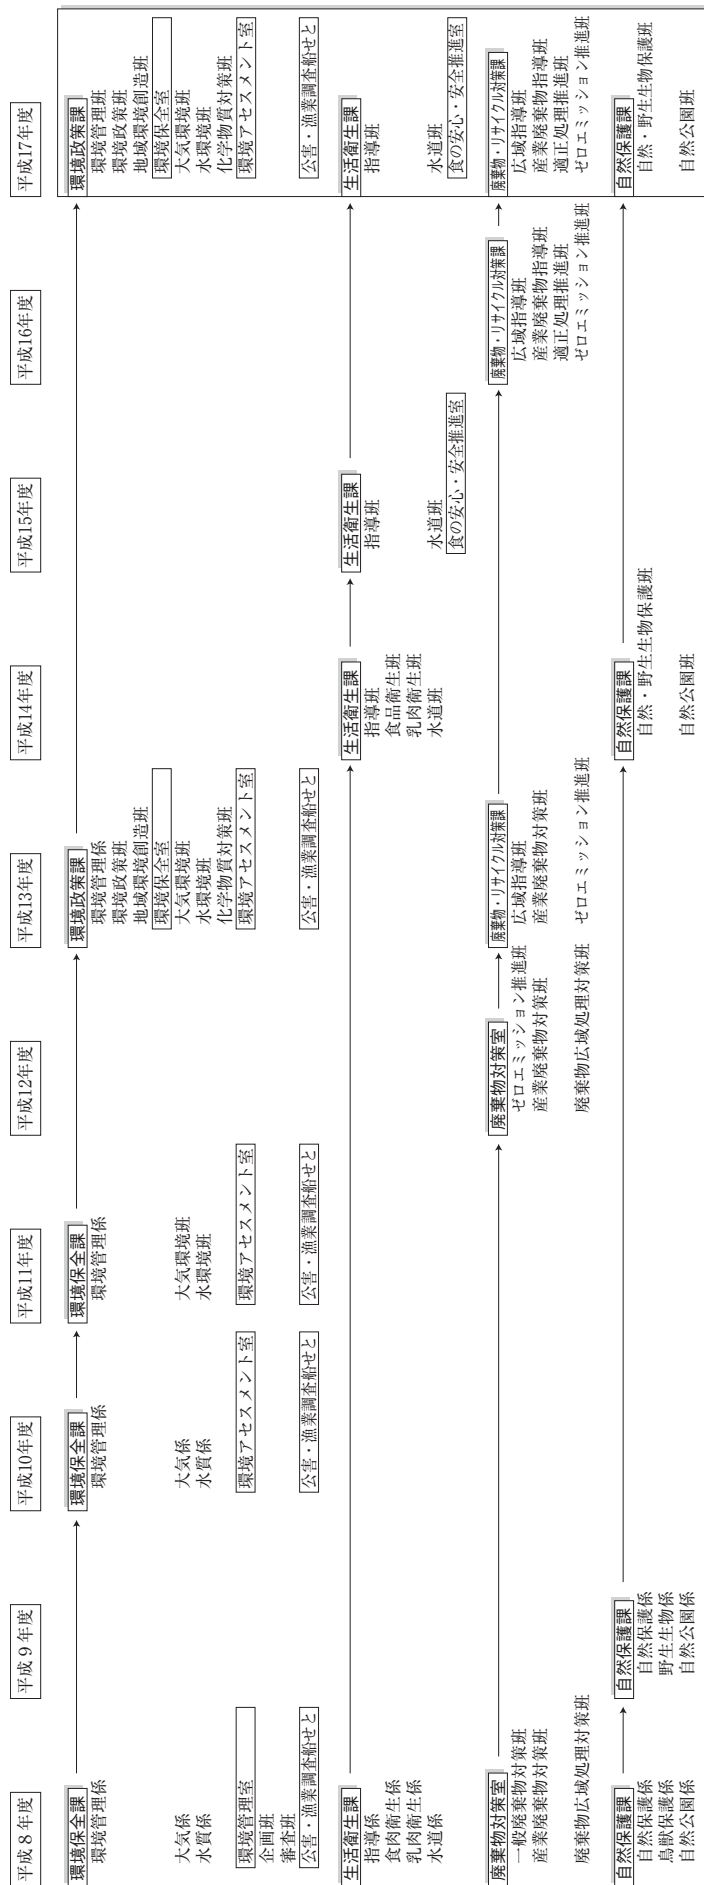 平成8年度
環境保全課
環境管理係
大気係
水質係
環境管理室
企画班
審査班
公害・漁業調査船せと
生活衛生課
指導係
食肉衛生係
乳肉衛生係
水道係
廃棄物対策室
一般廃棄物対策班
産業廃棄物対策班
廃棄物広域処理対策班
自然保護課
自然保護係
鳥獣保護係
自然公園係
平成9年度
自然保護課
自然保護係
野生生物係
自然公園係
平成10年度
環境保全課
環境管理係
大気係
水質係
環境アセスメント室
公害・漁業調査船せと
平成11年度
環境保全課
環境管理係
大気環境班
水環境班
環境アセスメント室
公害・漁業調査船せと
平成12年度
廃棄物対策室
ゼロエミッション推進班
産業廃棄物対策班
廃棄物広域処理対策班
平成13年度
環境政策課
環境管理係
環境政策班
地域環境創造班
環境保全室
大気環境班
水環境班
化学物質対策班
環境アセスメント室
公害・漁業調査船せと
廃棄物・リサイクル対策課
広域指導班
産業廃棄物対策班
ゼロエミッション推進班
平成14年度
生活衛生課
指導班
食品衛生班
乳肉衛生班
水道班
自然保護課
自然・野生生物保護班
自然公園班
平成15年度
生活衛生課
指導班
水道班
食の安心・安全推進室
平成16年度
廃棄物・リサイクル対策課
広域指導班
産業廃棄物指導班
適正処理推進班
ゼロエミッション推進班
平成17年度
環境政策課
環境管理班
環境政策班
地域環境創造班
環境保全室
大気環境班
水環境班
化学物質対策班
環境アセスメント室
公害・漁業調査船せと
生活衛生課
指導班
水道班
食の安心・安全推進室
廃棄物・リサイクル対策課
広域指導班
産業廃棄物指導班
適正処理推進班
ゼロエミッション推進班
自然保護課
自然・野生生物保護班
自然公園班